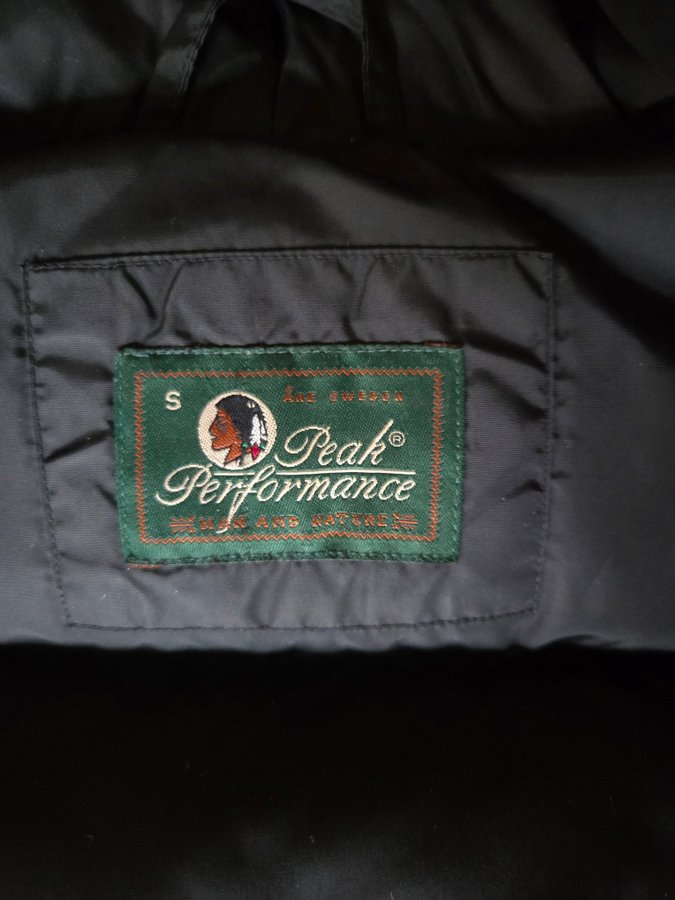 S
Åre Sweden
Peak®
Performance
Man and Nature